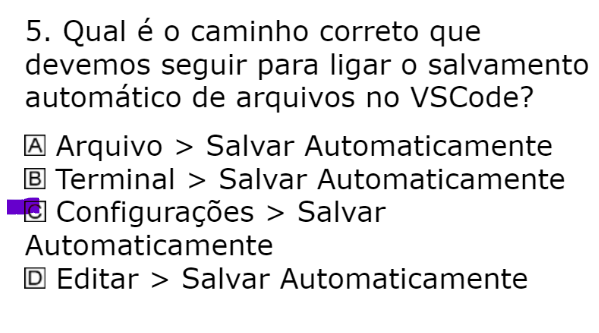 5. Qual é o caminho correto que
devemos seguir para ligar o salvamento
automático de arquivos no VSCode?
A Arquivo > Salvar Automaticamente
B Terminal > Salvar Automaticamente
C Configurações > Salvar
Automaticamente
D Editar > Salvar Automaticamente